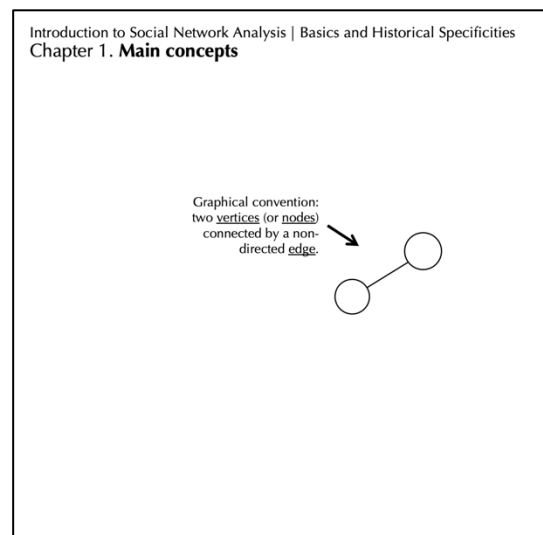 Introduction to Social Network Analysis | Basics and Historical Specificities
Chapter 1. Main concepts
Graphical convention:
two vertices (or nodes)
connected by a non-
directed edge.